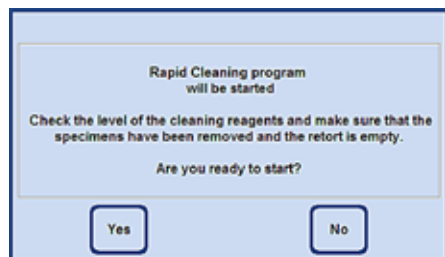 Rapid Cleaning program
will be started
Check the level of the cleaning reagents and make sure that the
specimens have been removed and the retort is empty.
Are you ready to start?
Yes
No